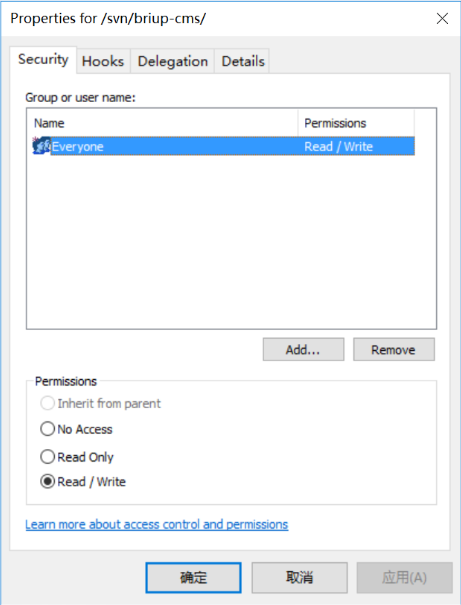 Properties for /svn/briup-cms/
Security Hooks Delegation Details
Group or user name:
Name Permissions
Everyone Read / Write
Add... Remove
Permissions
Inherit from parent
No Access
Read Only
Read / Write
Learn more about access control and permissions
确定 取消 应用(A)